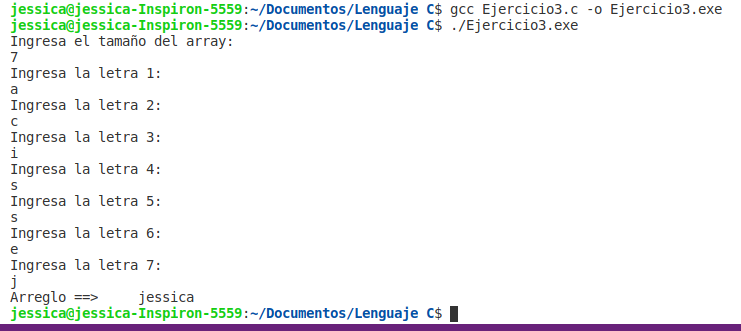 jessica@jessica-Inspiron-5559:~/Documentos/Lenguaje C$ gcc Ejercicio3.c -o Ejercicio3.exe
jessica@jessica-Inspiron-5559:~/Documentos/Lenguaje C$ ./Ejercicio3.exe
Ingresa el tamaño del array:
7
Ingresa la letra 1:
a
Ingresa la letra 2:
c
Ingresa la letra 3:
i
Ingresa la letra 4:
s
Ingresa la letra 5:
s
Ingresa la letra 6:
e
Ingresa la letra 7:
j
Arreglo ==>     jessica
jessica@jessica-Inspiron-5559:~/Documentos/Lenguaje C$